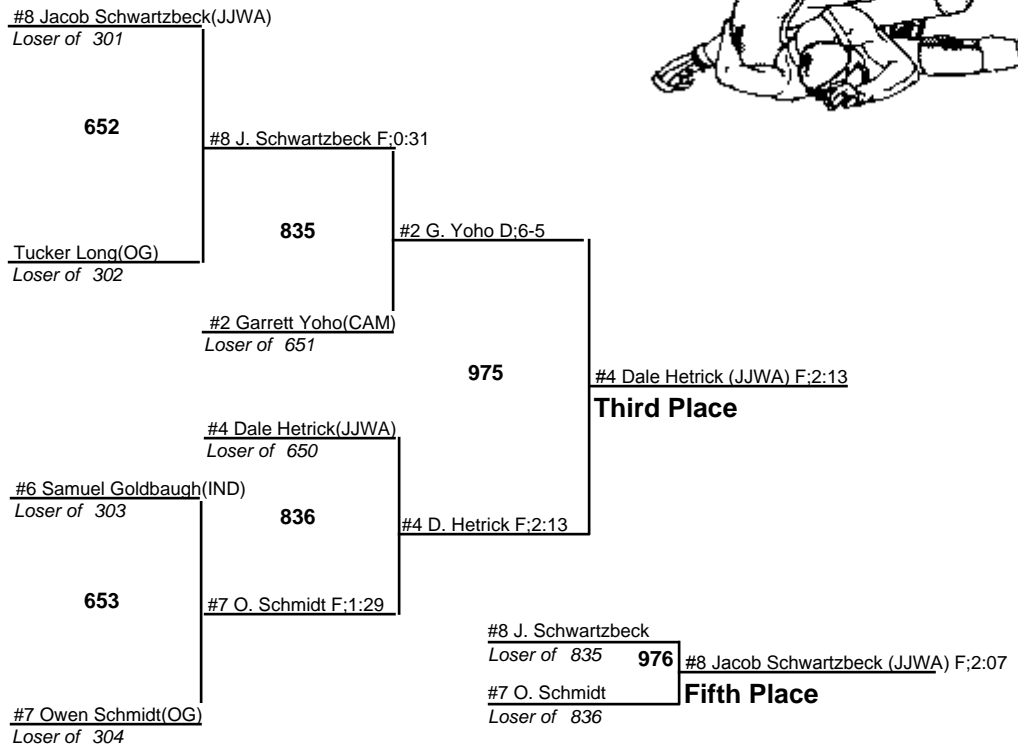 #8 Jacob Schwartzbeck(JJWA)
Loser of 301
652
#8 J. Schwartzbeck F;0:31
835
#2 G. Yoho D;6-5
Tucker Long(OG)
Loser of 302
#2 Garrett Yoho(CAM)
Loser of 651
975
#4 Dale Hetrick (JJWA) F;2:13
Third Place
#4 Dale Hetrick(JJWA)
Loser of 650
#6 Samuel Goldbaugh(IND)
Loser of 303
836
#4 D. Hetrick F;2:13
653
#7 O. Schmidt F;1:29
#8 J. Schwartzbeck
Loser of 835
976
#8 Jacob Schwartzbeck (JJWA) F;2:07
Fifth Place
#7 O. Schmidt
Loser of 836
#7 Owen Schmidt(OG)
Loser of 304